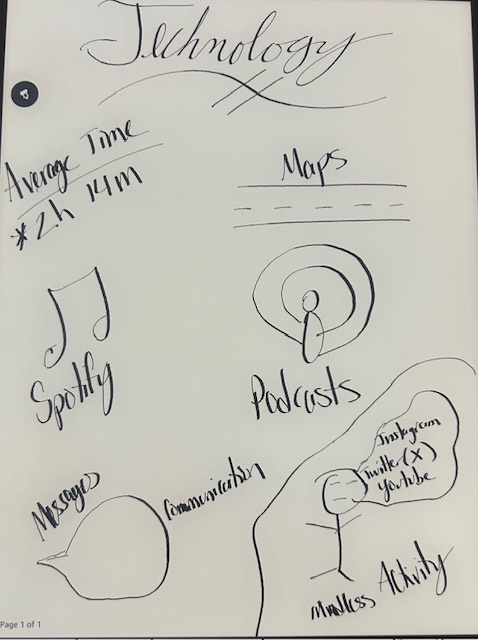 Technology
Average Time
*2h 14m
Maps
Spotify
Podcasts
Messages
Communication
Instagram
Twitter(X)
Youtube
Mindless Activity
Page 1 of 1